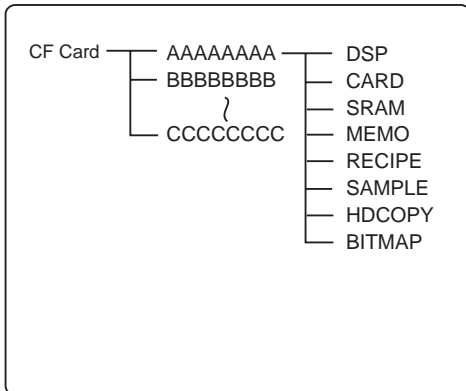 CF Card AAAAAAAA DSP
BBBBBBBB CARD
SRAM
CCCCCCCC MEMO
RECIPE
SAMPLE
HDCOPY
BITMAP